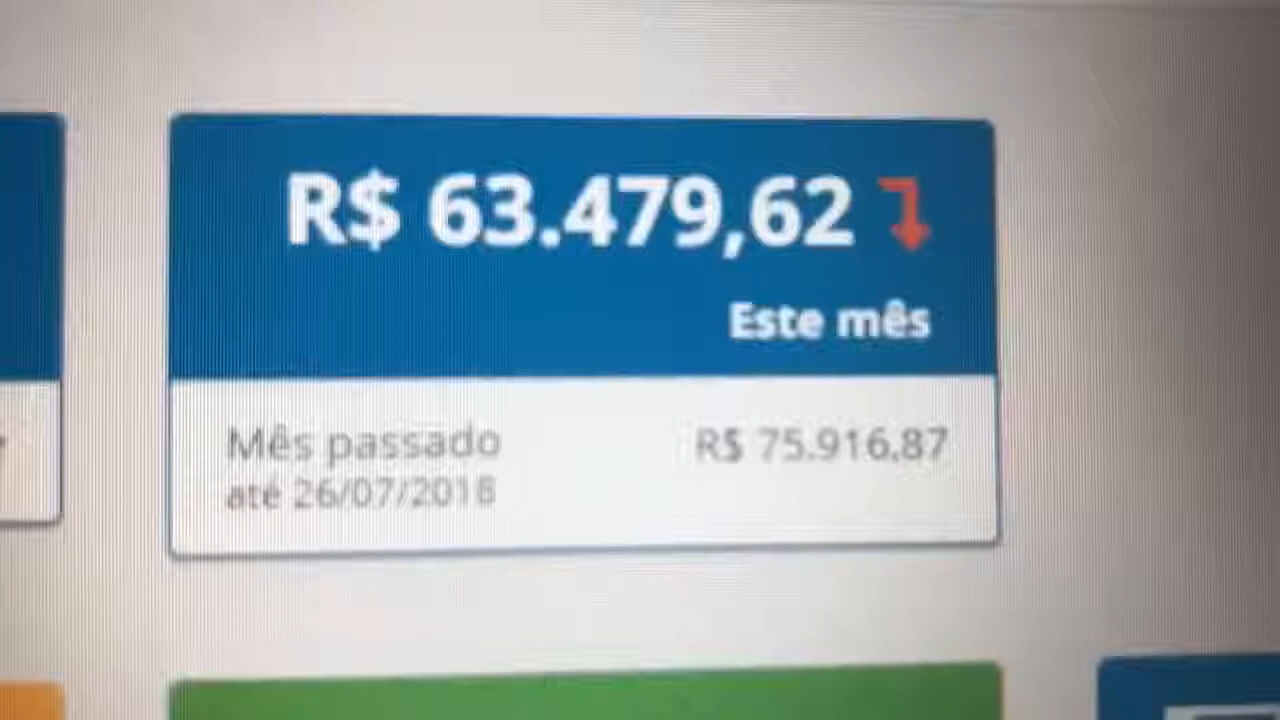 R$ 63.479,62
Este mês
Mês passado R$ 75.916,87
até 26/07/2018